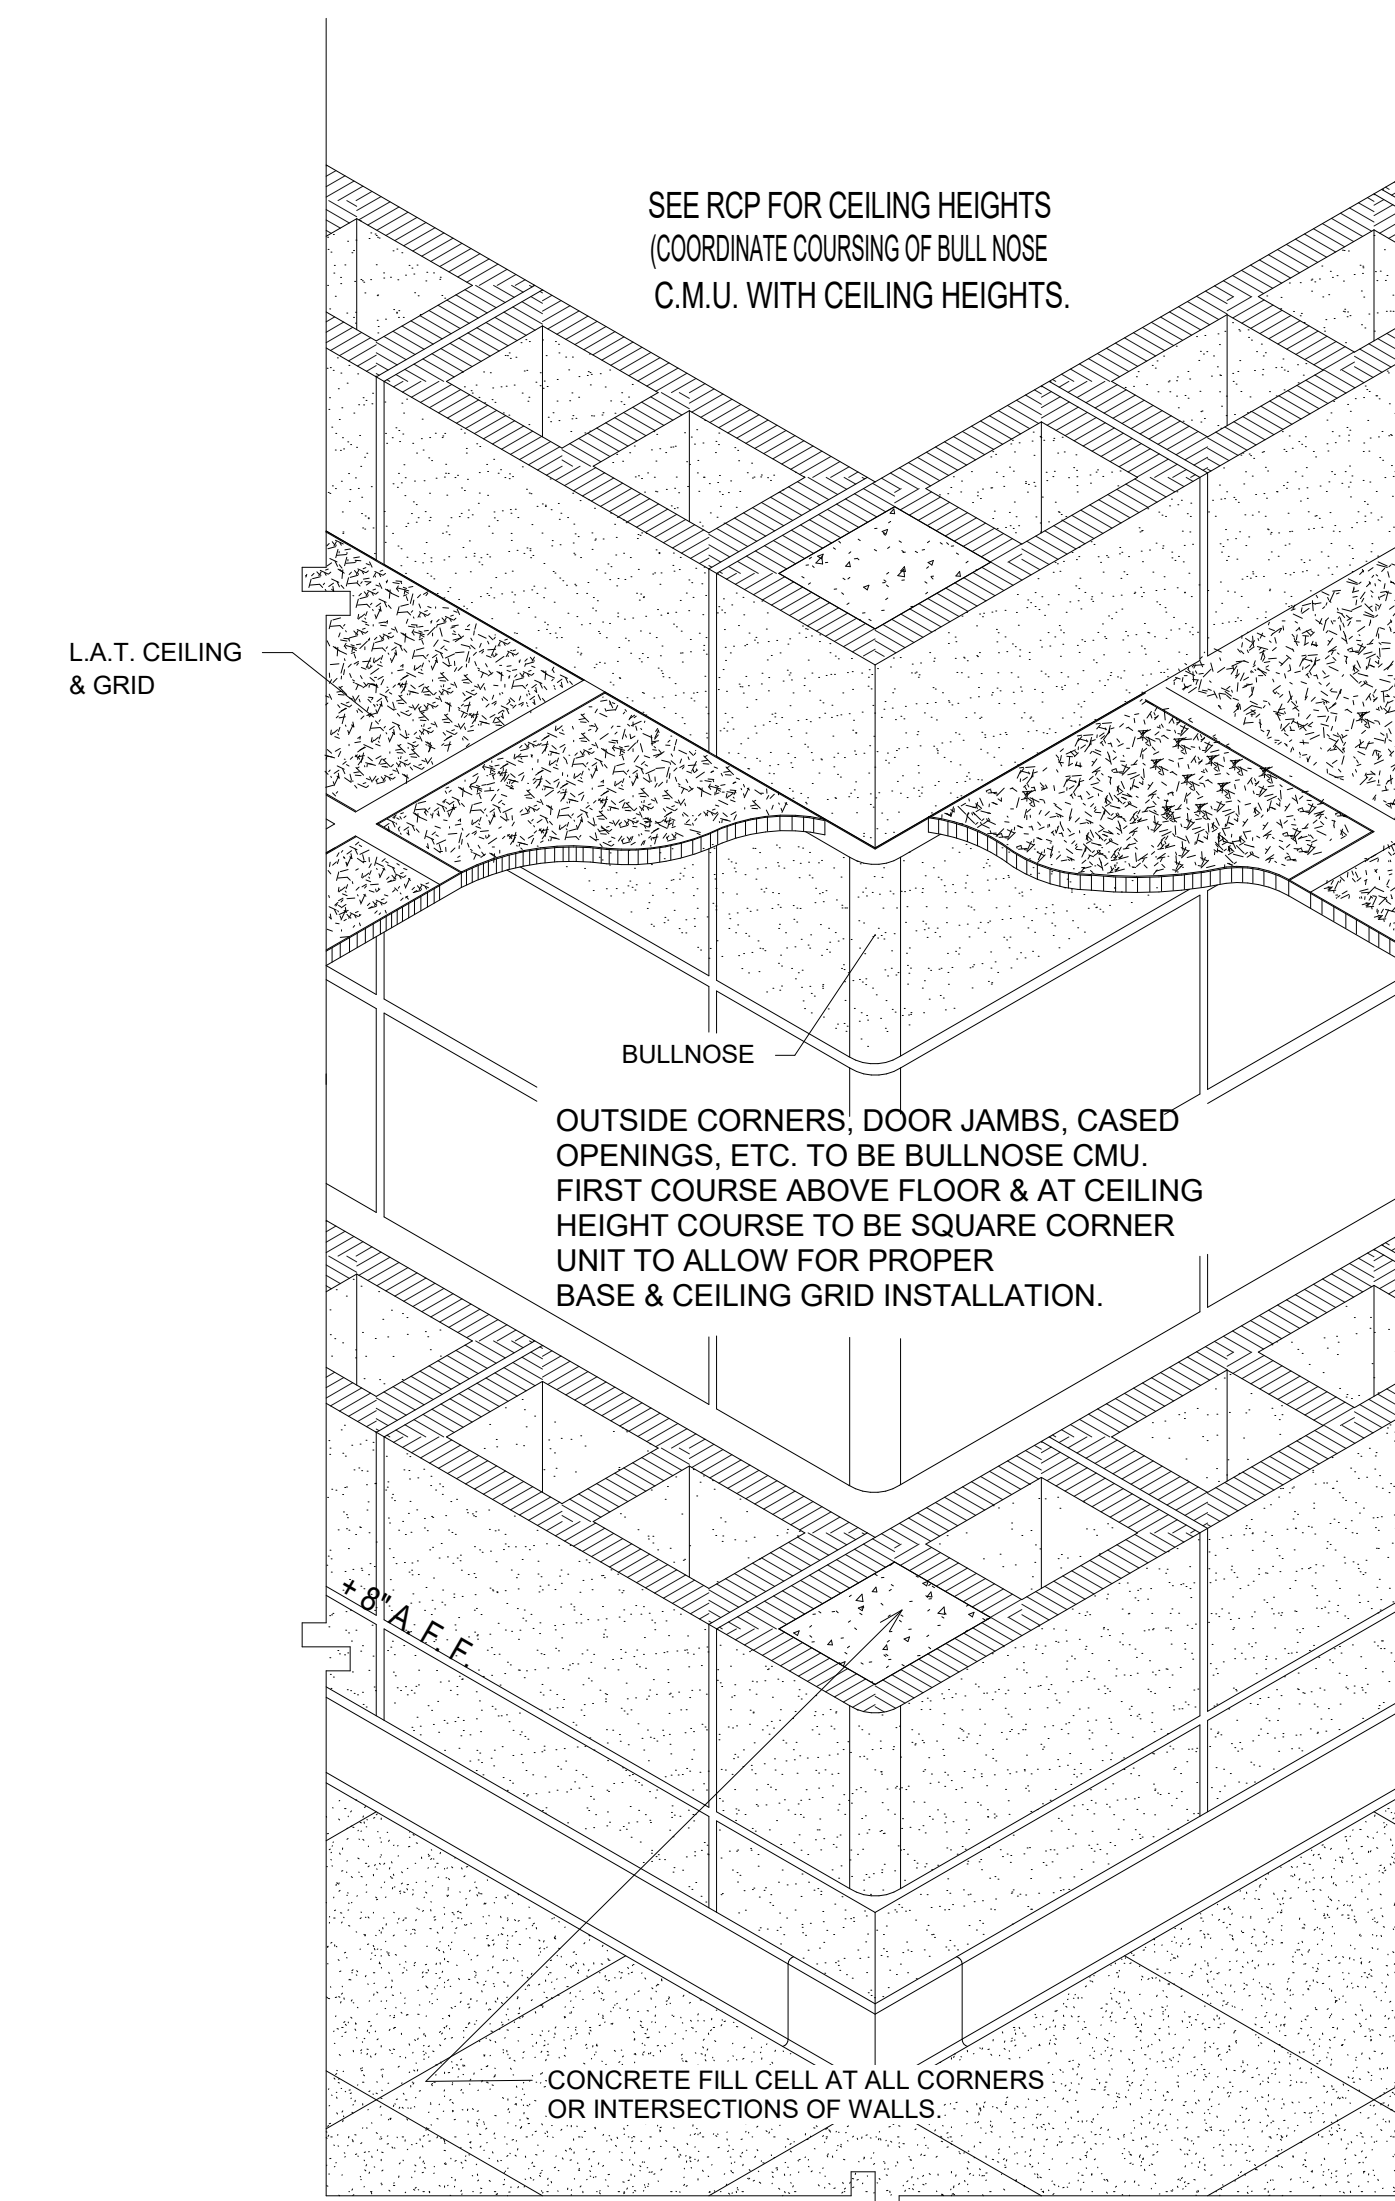 SEE RCP FOR CEILING HEIGHTS
(COORDINATE COURSING OF BULL NOSE
C.M.U. WITH CEILING HEIGHTS.
L.A.T. CEILING
& GRID
BULLNOSE
OUTSIDE CORNERS, DOOR JAMBS, CASED
OPENINGS, ETC. TO BE BULLNOSE CMU.
FIRST COURSE ABOVE FLOOR & AT CEILING
HEIGHT COURSE TO BE SQUARE CORNER
UNIT TO ALLOW FOR PROPER
BASE & CEILING GRID INSTALLATION.
+ 8" A. F. F.
CONCRETE FILL CELL AT ALL CORNERS
OR INTERSECTIONS OF WALLS.